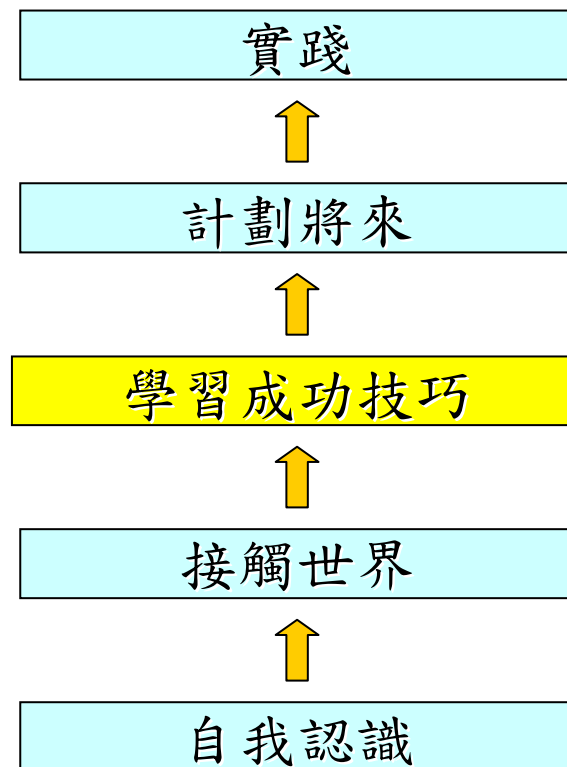 實踐
計劃將來
學習成功技巧
接觸世界
自我認識